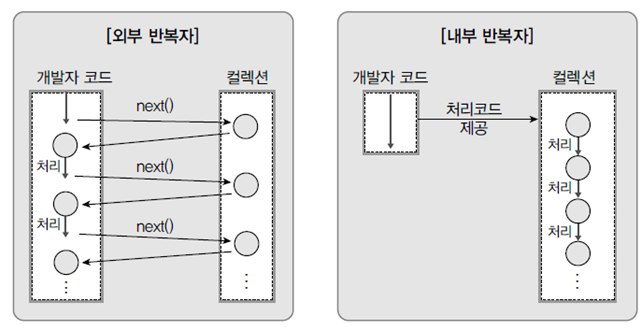 [외부 반복자]
개발자 코드
컬렉션
next()
처리
next()
처리
next()
[내부 반복자]
개발자 코드
컬렉션
처리코드
제공
처리
처리
처리